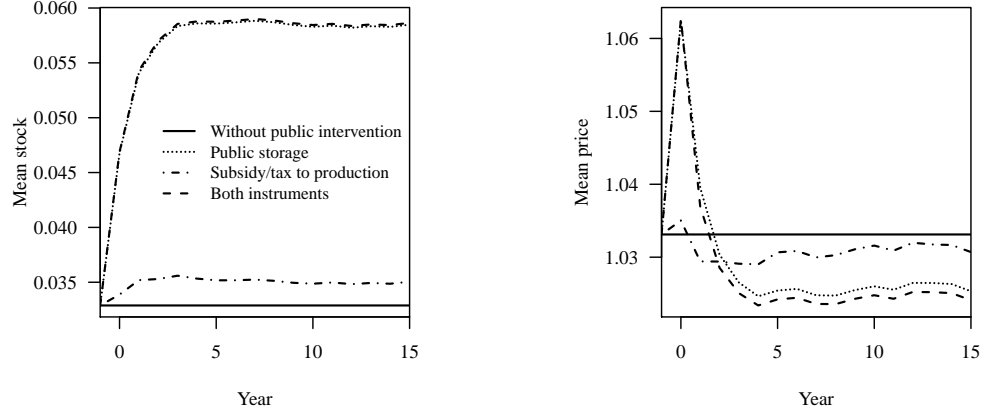 Mean stock
0.060
0.055
0.050
0.045
0.040
0.035
Without public intervention
Public storage
Subsidy/tax to production
Both instruments
0 5 10 15
Year
Mean price
1.06
1.05
1.04
1.03
0 5 10 15
Year